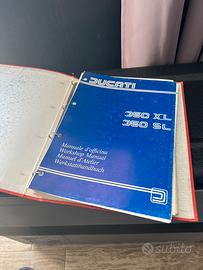 DUCATI
350 XL
350 SL
Manuale d'officina
Workshop Manual
Manuel d'Atelier
Werkstatthandbuch
subito